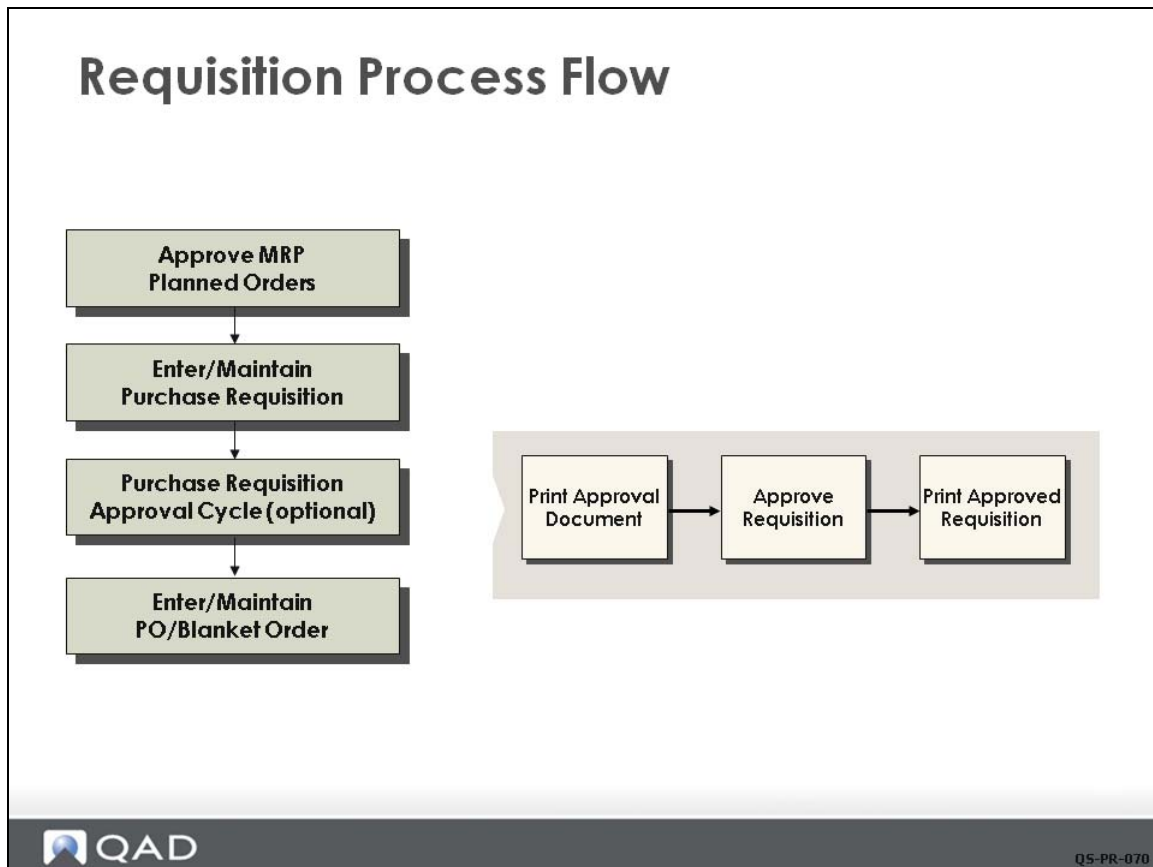 Requisition Process Flow
Approve MRP
Planned Orders
Enter/Maintain
Purchase Requisition
Purchase Requisition
Approval Cycle (optional)
Enter/Maintain
PO/Blanket Order
Print Approval
Document
Approve
Requisition
Print Approved
Requisition
QAD
QS-PR-070